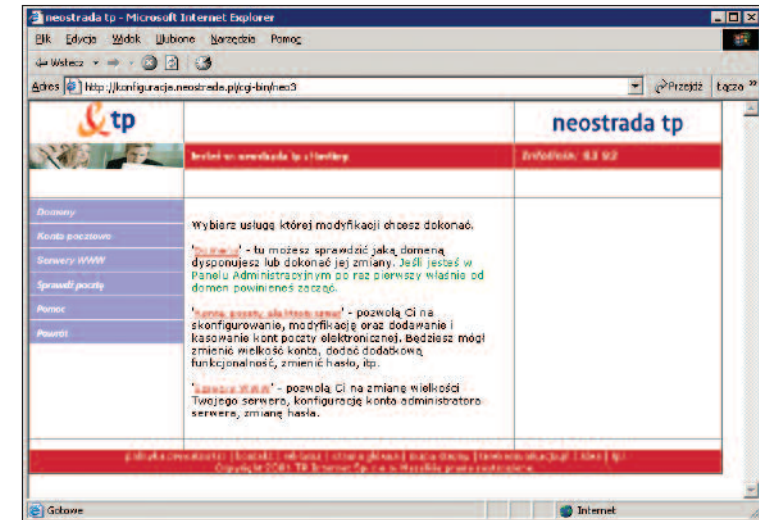 neostrada tp - Microsoft Internet Explorer
Plik Edycja Widok Ulubione Narzędzia Pomoc
Wstecz
Adres http://konfiguracja.neostrada.pl/cgi-bin/neo3 Przejdź Łącza »
tp
neostrada tp
Infolinia: 93 93
Domeny
Konta pocztowe
Serwery WWW
Sprawdź pocztę
Pomoc
Powrót
Wybierz usługę której modyfikacji chcesz dokonać.
'Domeny' - tu możesz sprawdzić jaką domeną
dysponujesz lub dokonać jej zmiany. Jeśli jesteś w
Panelu Administracyjnym po raz pierwszy właśnie od
domen powinieneś zacząć.
'Konta poczty elektronicznej' - pozwolą Ci na
skonfigurowanie, modyfikację oraz dodawanie i
kasowanie kont poczty elektronicznej. Będziesz mógł
zmienić wielkość konta, dodać dodatkową
funkcjonalność, zmienić hasło, itp.
'Serwery WWW' - pozwolą Ci na zmianę wielkości
Twojego serwera, konfigurację konta administratora
serwera, zmianę hasła.
Gotowe
Internet